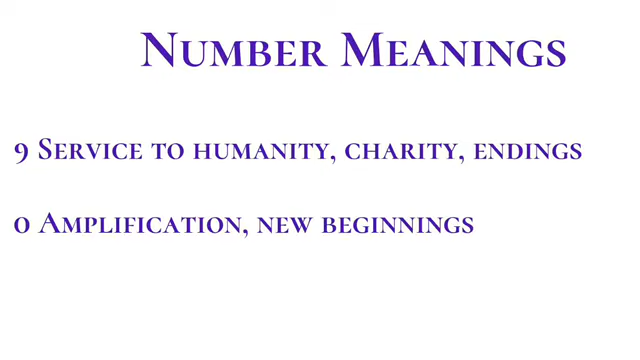 Number Meanings
9 Service to humanity, charity, endings
0 Amplification, new beginnings